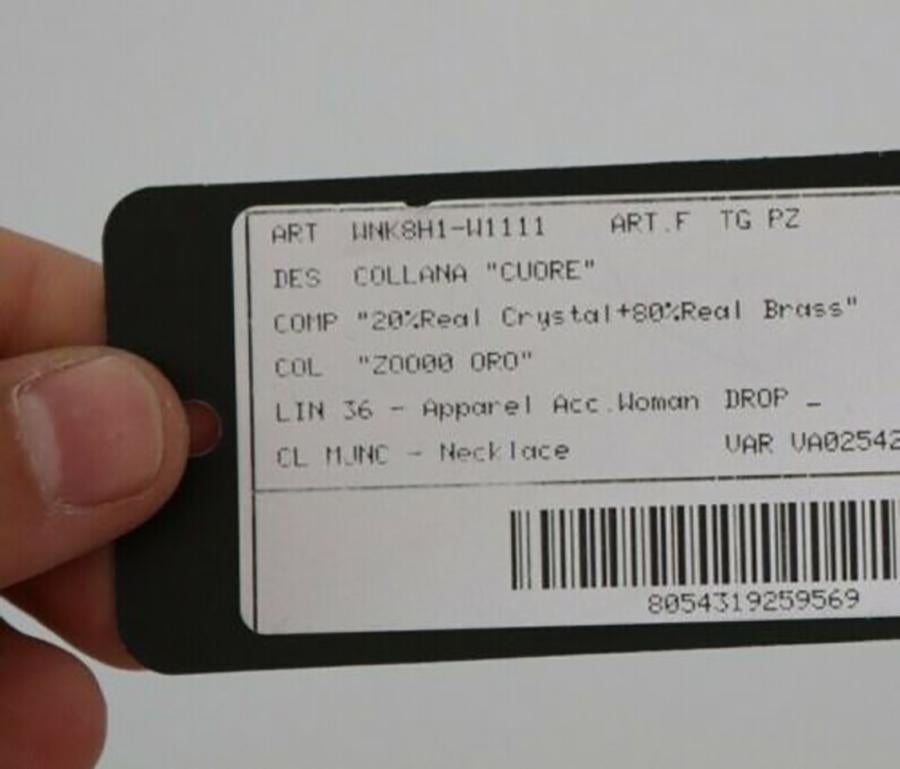 ART WNK8H1-W1111 ART.F TG PZ
DES COLLANA "CUORE"
COMP "20%Real Crystal+80%Real Brass"
COL "ZOO00 ORO"
LIN 36 - Apparel Acc.Woman DROP _
CL MJNC - Necklace VAR VA02542
8054319259569